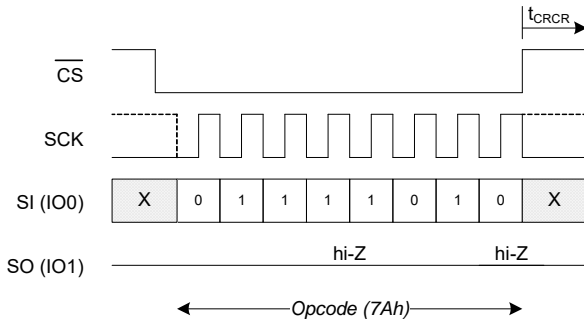 tCRCR
CS
SCK
SI (IO0) X 0 1 1 1 1 0 1 0 X
SO (IO1) hi-Z hi-Z
Opcode (7Ah)